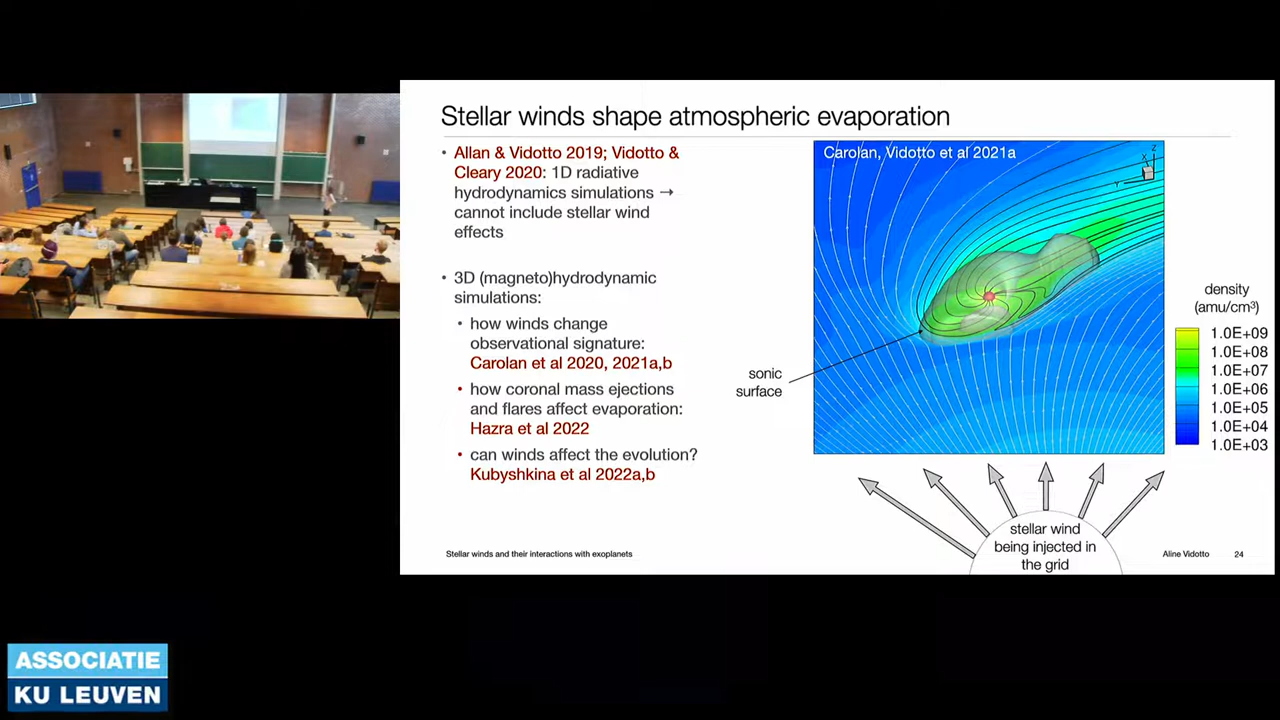 Stellar winds shape atmospheric evaporation
• Allan & Vidotto 2019; Vidotto &
Cleary 2020: 1D radiative
hydrodynamics simulations →
cannot include stellar wind
effects
• 3D (magneto)hydrodynamic
simulations:
• how winds change
observational signature:
Carolan et al 2020, 2021a,b
• how coronal mass ejections
and flares affect evaporation:
Hazra et al 2022
• can winds affect the evolution?
Kubyshkina et al 2022a,b
Carolan, Vidotto et al 2021a
Z
X
Y
sonic
surface
density
(amu/cm³)
1.0E+09
1.0E+08
1.0E+07
1.0E+06
1.0E+05
1.0E+04
1.0E+03
stellar wind
being injected in
the grid
Stellar winds and their interactions with exoplanets
Aline Vidotto
24
ASSOCIATIE
KU LEUVEN